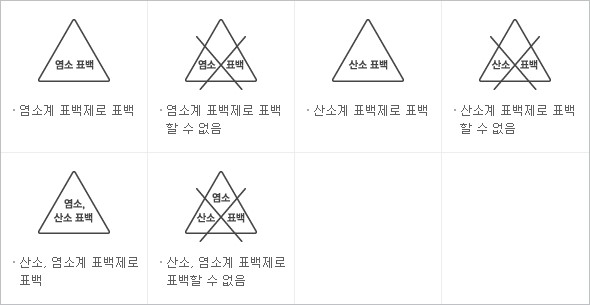 염소 표백
· 염소계 표백제로 표백
염소 표백
· 염소계 표백제로 표백
할 수 없음
산소 표백
· 산소계 표백제로 표백
산소 표백
· 산소계 표백제로 표백
할 수 없음
염소,
산소 표백
· 산소, 염소계 표백제로
표백
염소
산소 표백
· 산소, 염소계 표백제로
표백할 수 없음